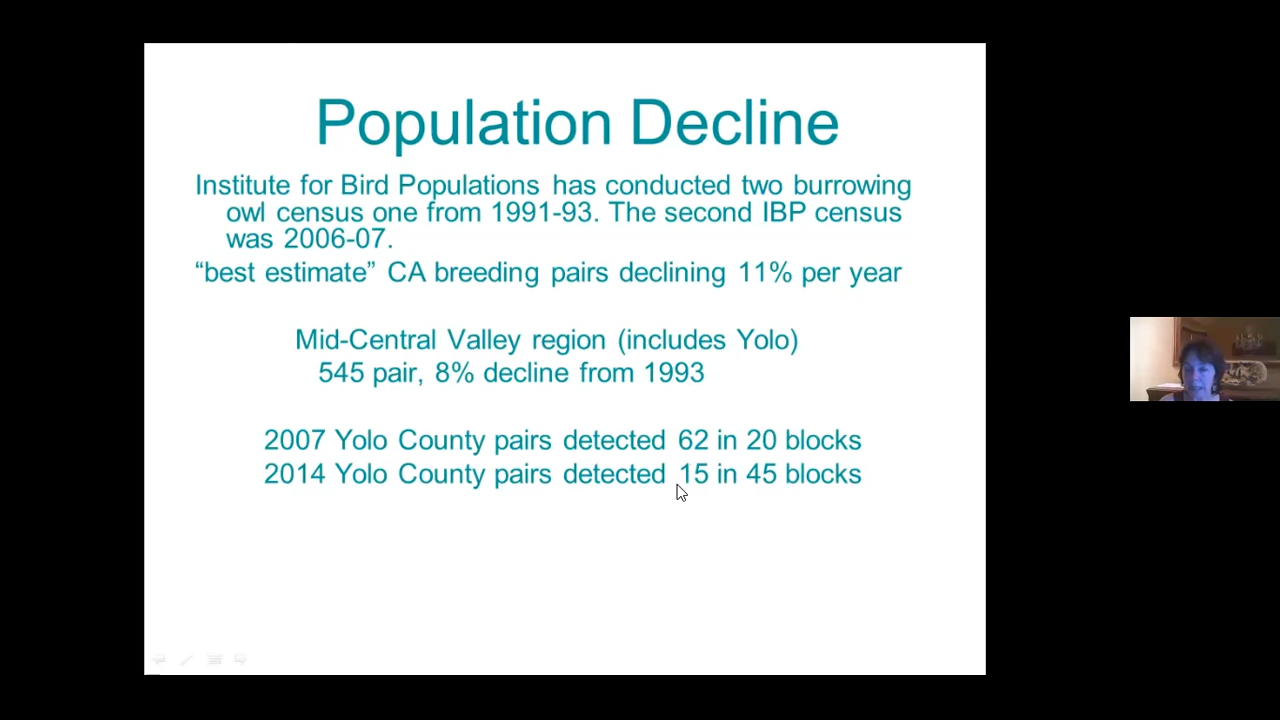 Population Decline
Institute for Bird Populations has conducted two burrowing
owl census one from 1991-93. The second IBP census
was 2006-07.
“best estimate” CA breeding pairs declining 11% per year
Mid-Central Valley region (includes Yolo)
545 pair, 8% decline from 1993
2007 Yolo County pairs detected 62 in 20 blocks
2014 Yolo County pairs detected 15 in 45 blocks